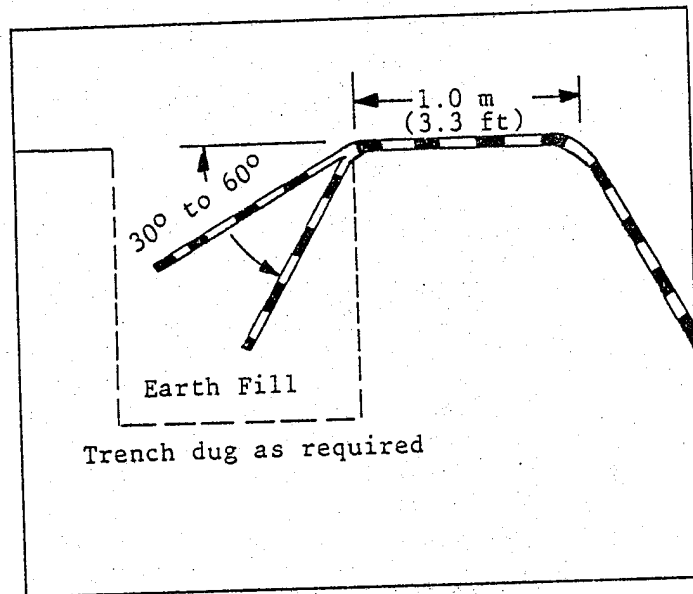 1.0 m
(3.3 ft)
30° to 60°
Earth Fill
Trench dug as required